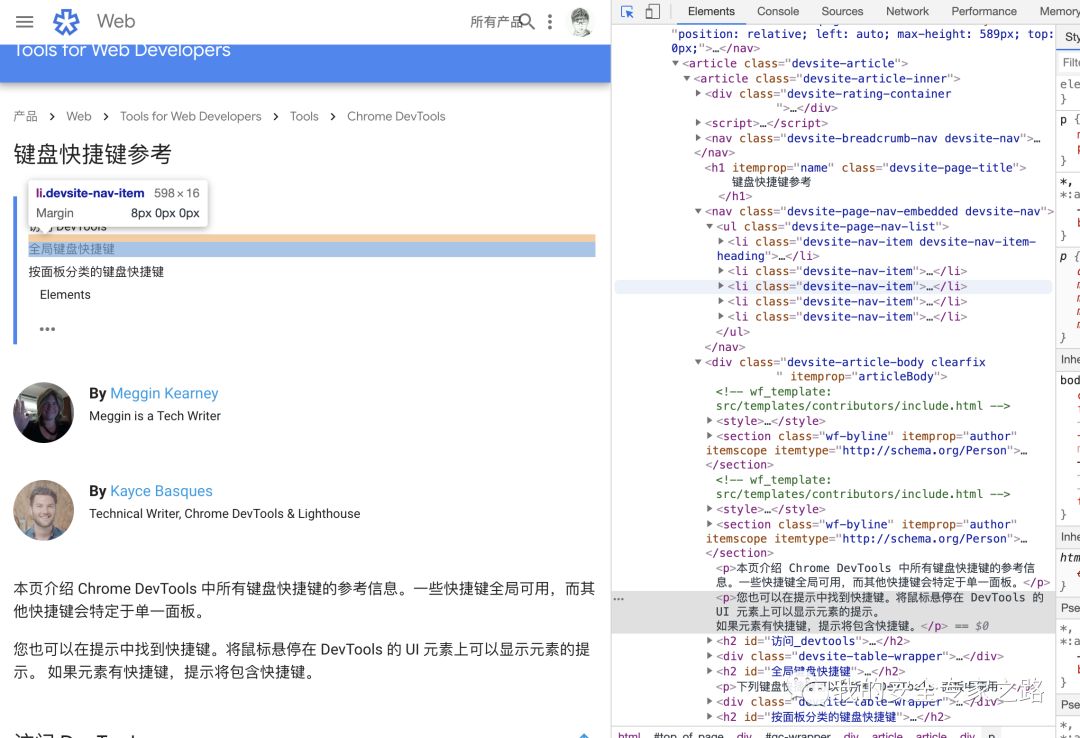 Web
所有产品
Tools for Web Developers
产品 > Web > Tools for Web Developers > Tools > Chrome DevTools
键盘快捷键参考
li.devsite-nav-item 598 × 16
Margin 8px 0px 0px
访问 DevTools
全局键盘快捷键
按面板分类的键盘快捷键
Elements
•••
By Meggin Kearney
Meggin is a Tech Writer
By Kayce Basques
Technical Writer, Chrome DevTools & Lighthouse
本页介绍 Chrome DevTools 中所有键盘快捷键的参考信息。一些快捷键全局可用，而其
他快捷键会特定于单一面板。
您也可以在提示中找到快捷键。将鼠标悬停在 DevTools 的 UI 元素上可以显示元素的提
示。 如果元素有快捷键，提示将包含快捷键。
访问 DevTools
Elements Console Sources Network Performance Memory
"position: relative; left: auto; max-height: 589px; top:
0px;">…</nav>
<article class="devsite-article">
<article class="devsite-article-inner">
<div class="devsite-rating-container
">…</div>
<script>…</script>
<nav class="devsite-breadcrumb-nav devsite-nav">…
</nav>
<h1 itemprop="name" class="devsite-page-title">
键盘快捷键参考
</h1>
<nav class="devsite-page-nav-embedded devsite-nav">
<ul class="devsite-page-nav-list">
<li class="devsite-nav-item devsite-nav-item-
heading">…</li>
<li class="devsite-nav-item">…</li>
<li class="devsite-nav-item">…</li>
<li class="devsite-nav-item">…</li>
<li class="devsite-nav-item">…</li>
</ul>
</nav>
<div class="devsite-article-body clearfix
" itemprop="articleBody">
<!-- wf_template:
src/templates/contributors/include.html -->
<style>…</style>
<section class="wf-byline" itemprop="author"
itemscope itemtype="http://schema.org/Person">…
</section>
<!-- wf_template:
src/templates/contributors/include.html -->
<style>…</style>
<section class="wf-byline" itemprop="author"
itemscope itemtype="http://schema.org/Person">…
</section>
<p>本页介绍 Chrome DevTools 中所有键盘快捷键的参考信
息。一些快捷键全局可用，而其他快捷键会特定于单一面板。</p>
<p>您也可以在提示中找到快捷键。将鼠标悬停在 DevTools 的
UI 元素上可以显示元素的提示。
如果元素有快捷键，提示将包含快捷键。</p> == $0
<h2 id="访问_devtools">…</h2>
<div class="devsite-table-wrapper">…</div>
<h2 id="全局键盘快捷键">…</h2>
<p>下列键盘快
我的安全专家之路
<div class="devsite-table-wrapper">…</div>
<h2 id="按面板分类的键盘快捷键">…</h2>
html #top_of_page div #gc-wrapper div article article div p
Sty
Filte
ele
}
p {
}
*,
*:a
}
p {
}
Inhe
body
}
Inhe
htm
}
Pse
*,
*:a
}
Pse
*,